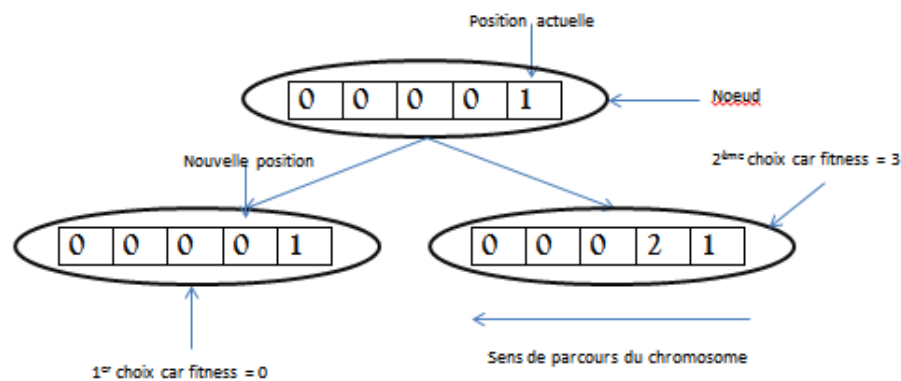 Position actuelle
0 0 0 0 1
Noeud
Nouvelle position
2ème choix car fitness = 3
0 0 0 0 1
0 0 0 2 1
1er choix car fitness = 0
Sens de parcours du chromosome